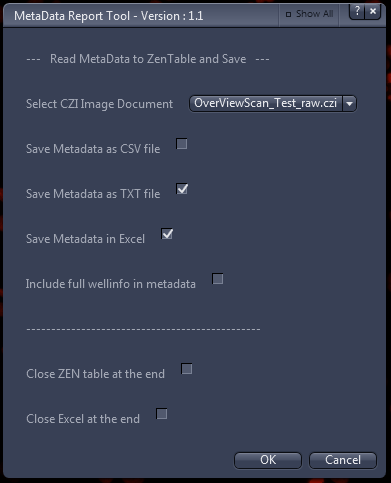 MetaData Report Tool - Version : 1.1
Show All
? ×
--- Read MetaData to ZenTable and Save ---
Select CZI Image Document OverViewScan_Test_raw.czi
Save Metadata as CSV file
Save Metadata as TXT file
Save Metadata in Excel
Include full wellinfo in metadata
-----------------------------------------------
Close ZEN table at the end
Close Excel at the end
OK Cancel